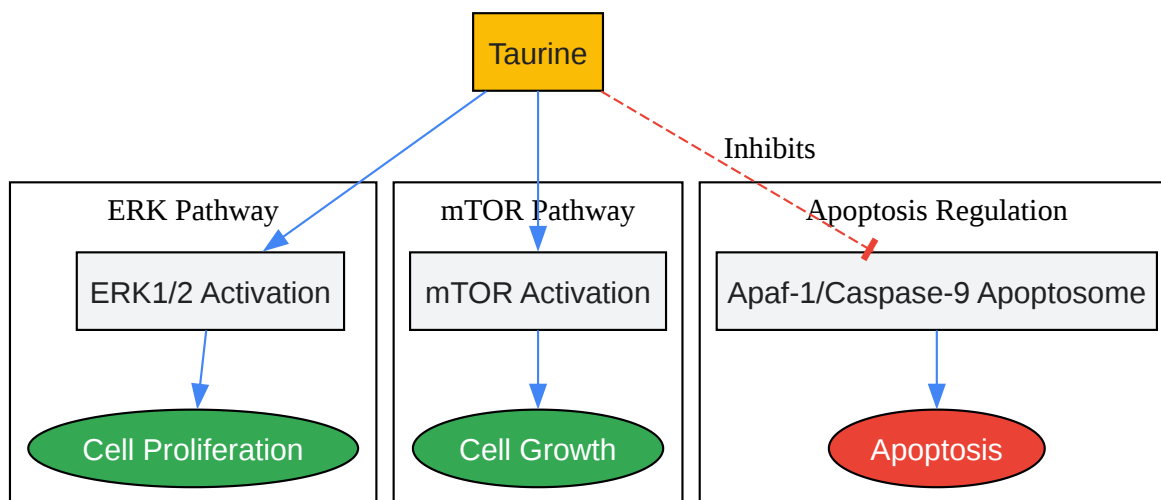 Taurine
Inhibits
ERK Pathway
mTOR Pathway
Apoptosis Regulation
ERK1/2 Activation
mTOR Activation
Apaf-1/Caspase-9 Apoptosome
Cell Proliferation
Cell Growth
Apoptosis